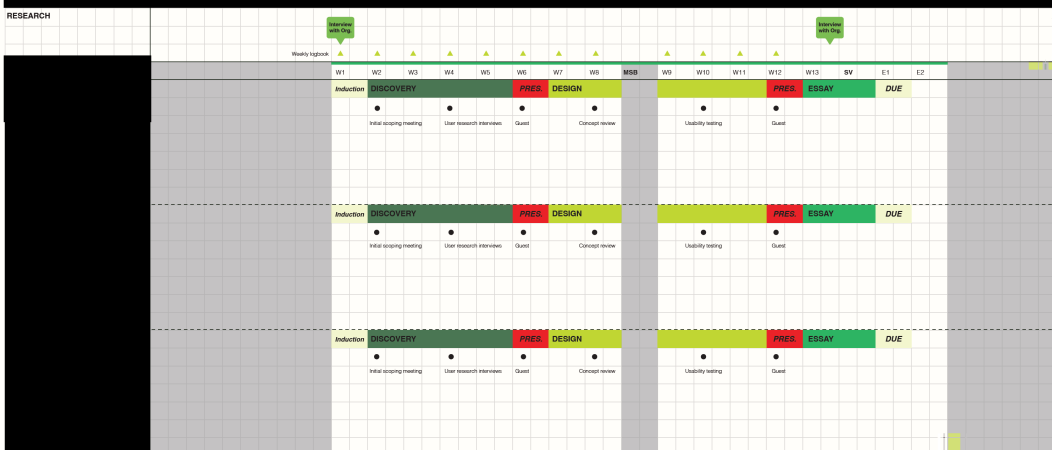 RESEARCH
Interview
with Org.
Interview
with Org.
Weekly logbook
W1 W2 W3 W4 W5 W6 W7 W8 MSB W9 W10 W11 W12 W13 SV E1 E2
Induction DISCOVERY PRES. DESIGN PRES. ESSAY DUE
Initial scoping meeting User research interviews Guest Concept review Usability testing Guest
Induction DISCOVERY PRES. DESIGN PRES. ESSAY DUE
Initial scoping meeting User research interviews Guest Concept review Usability testing Guest
Induction DISCOVERY PRES. DESIGN PRES. ESSAY DUE
Initial scoping meeting User research interviews Guest Concept review Usability testing Guest